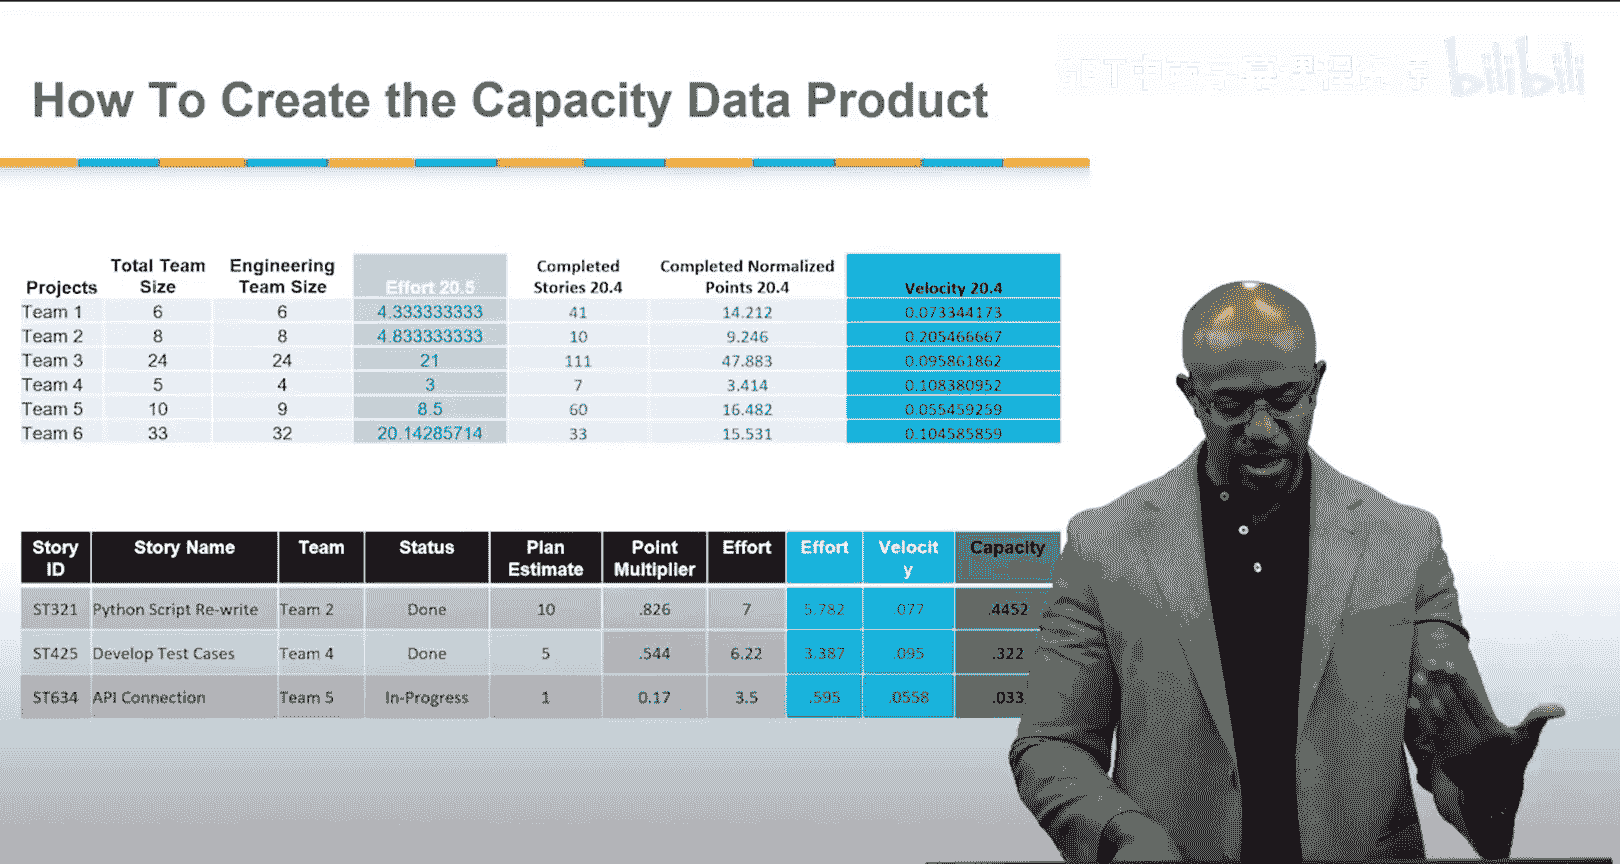 bilibili
How To Create the Capacity Data Product
Projects Total Team Size Engineering Team Size Effort 20.5 Completed Stories 20.4 Completed Normalized Points 20.4 Velocity 20.4
Team 1 6 6 4.333333333 41 14.212 0.073344173
Team 2 8 8 4.833333333 10 9.246 0.205466667
Team 3 24 24 21 111 47.883 0.095861862
Team 4 5 4 3 7 3.414 0.108380952
Team 5 10 9 8.5 60 16.482 0.055459259
Team 6 33 32 20.14285714 33 15.531 0.104585859
Story ID Story Name Team Status Plan Estimate Point Multiplier Effort Effort Velocity Capacity
ST321 Python Script Re-write Team 2 Done 10 .826 7 5.782 .077 .4452
ST425 Develop Test Cases Team 4 Done 5 .544 6.22 3.387 .095 .322
ST634 API Connection Team 5 In-Progress 1 0.17 3.5 .595 .0558 .033